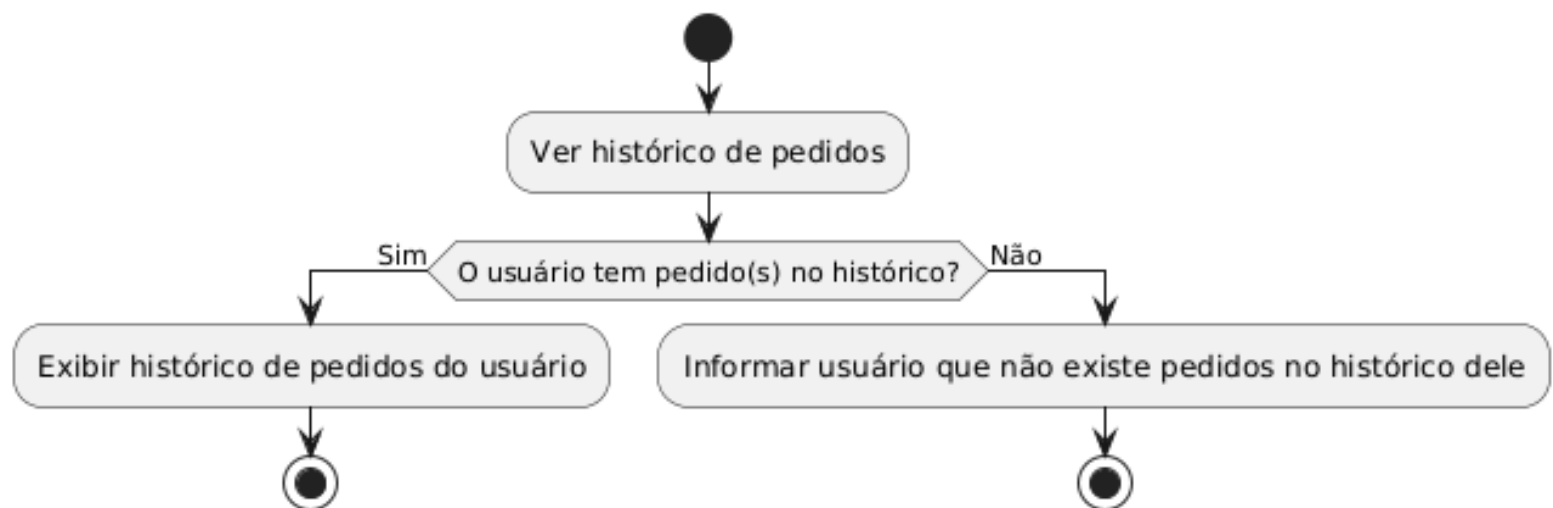 Ver histórico de pedidos
Sim
O usuário tem pedido(s) no histórico?
Não
Exibir histórico de pedidos do usuário
Informar usuário que não existe pedidos no histórico dele